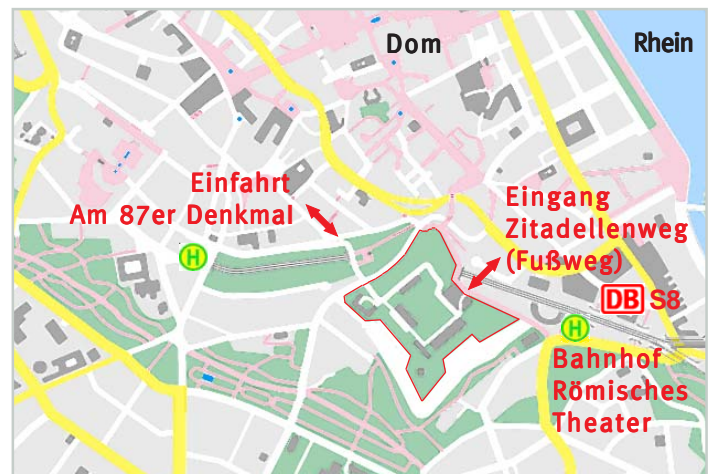 Dom
Rhein
Einfahrt
Am 87er Denkmal
Eingang
Zitadellenweg
(Fußweg)
H
DB S8
H
Bahnhof
Römisches
Theater